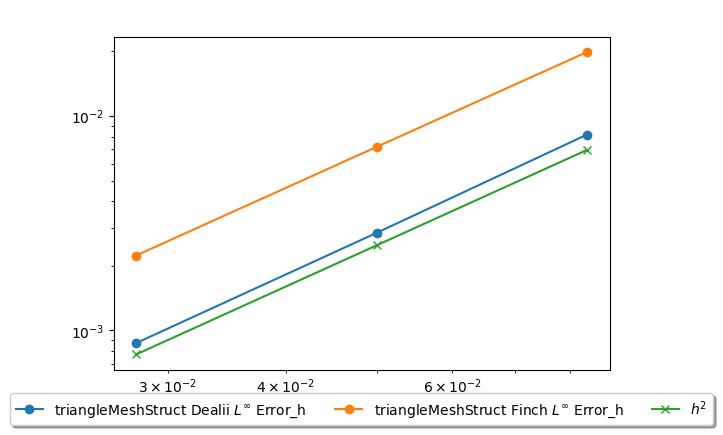 10⁻²
10⁻³
3 × 10⁻² 4 × 10⁻² 6 × 10⁻²
triangleMeshStruct Dealii L^∞ Error_h triangleMeshStruct Finch L^∞ Error_h h²